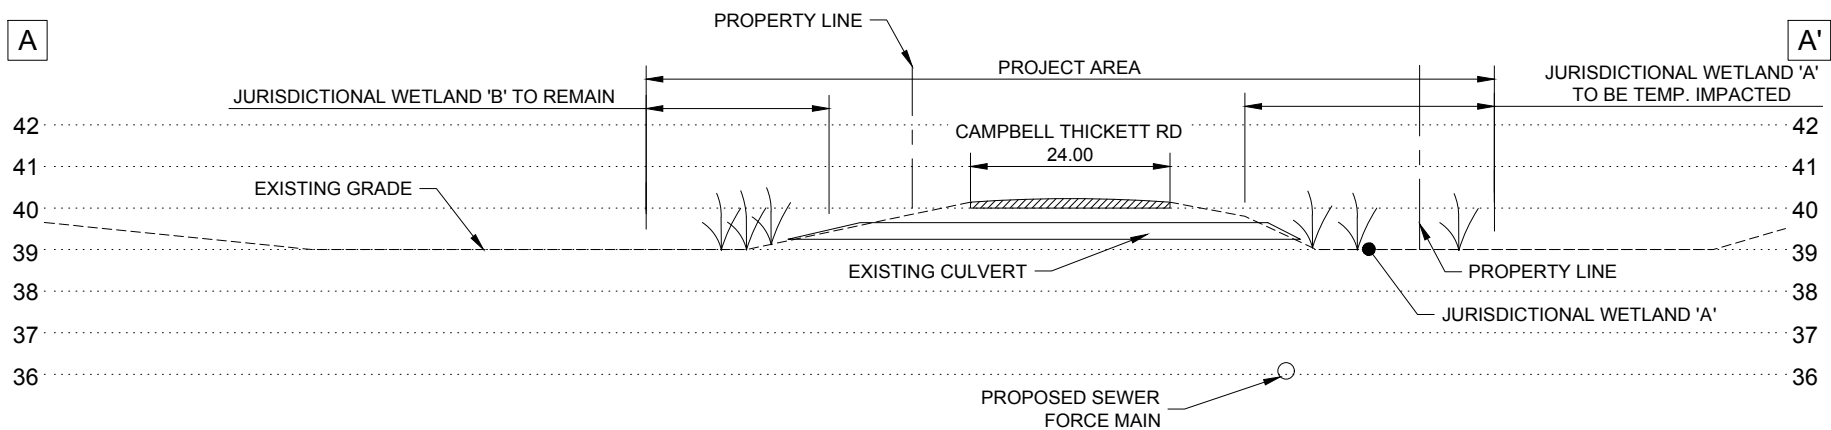 A
PROPERTY LINE
A'
PROJECT AREA
JURISDICTIONAL WETLAND 'A'
TO BE TEMP. IMPACTED
JURISDICTIONAL WETLAND 'B' TO REMAIN
42
CAMPBELL THICKETT RD
42
41
24.00
41
EXISTING GRADE
40
40
39
39
EXISTING CULVERT
PROPERTY LINE
38
38
JURISDICTIONAL WETLAND 'A'
37
37
36
36
PROPOSED SEWER
FORCE MAIN